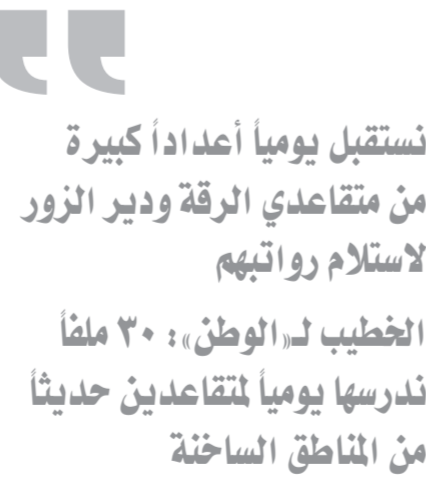 نستقبل يومياً أعداداً كبيرة
من متقاعدي الرقة ودير الزور
لاستلام رواتبهم
الخطيب لـ«الوطن»: ٣٠ ملفاً
ندرسها يومياً لمتقاعدين حديثاً
من المناطق الساخنة